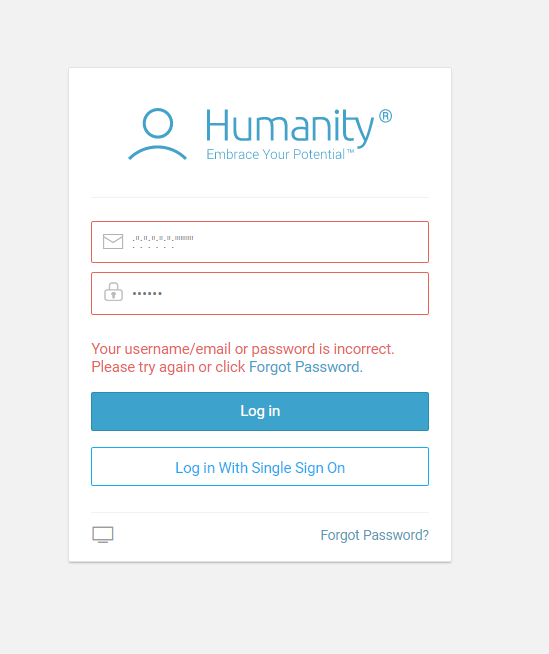 Humanity®
Embrace Your Potential™
:";";";";";""""
••••••
Your username/email or password is incorrect.
Please try again or click Forgot Password.
Log in
Log in With Single Sign On
Forgot Password?